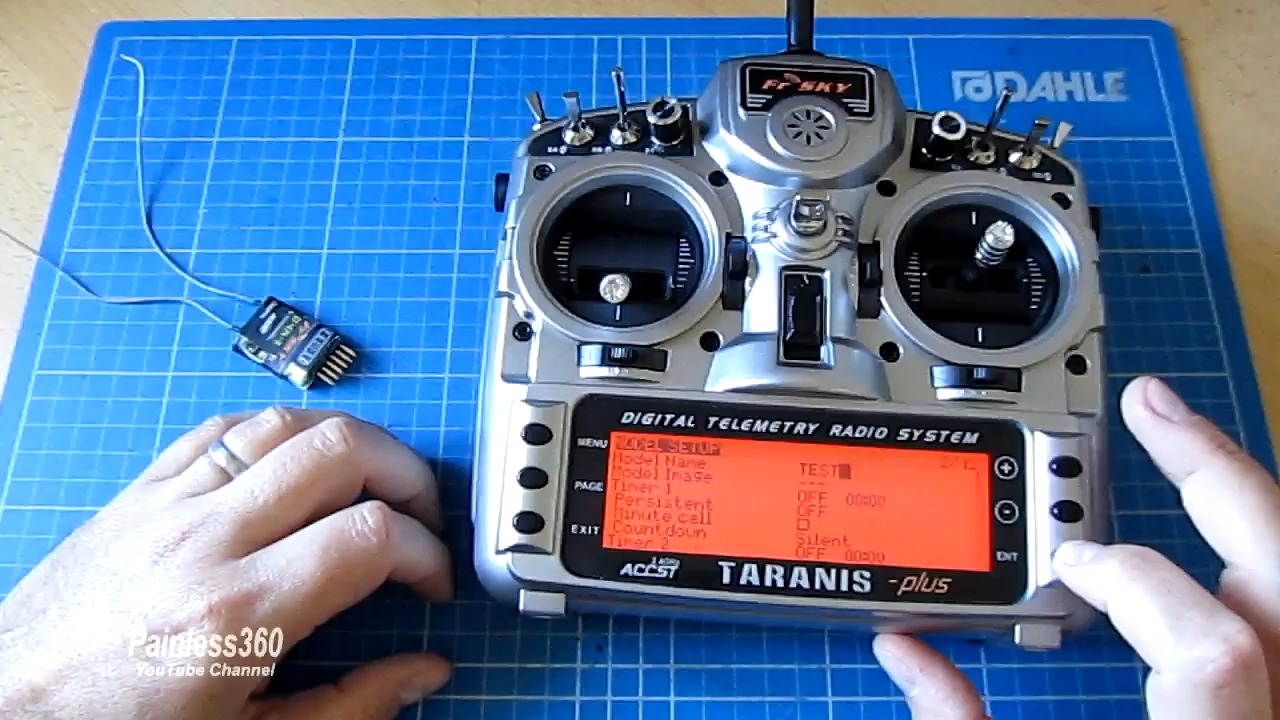 DAHLE
FrSKY
DIGITAL TELEMETRY RADIO SYSTEM
MENU
PAGE
EXIT
ENT
MODEL SETUP 2/12
Model Name TEST
Model Image ---
Timer 1 OFF 00:00
Persistent OFF
Minute call
Countdown Silent
Timer 2 OFF 00:00
ACCST
TARANIS -plus
Painless360
YouTube Channel